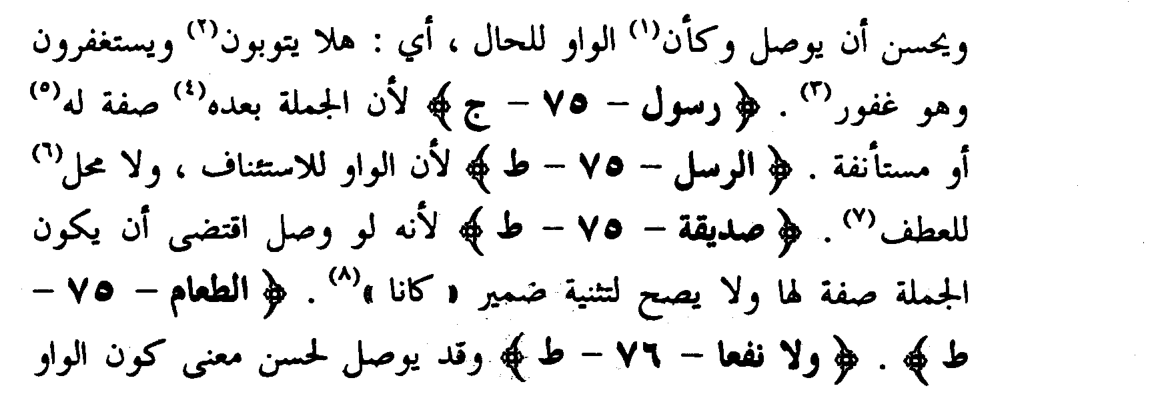 ويحسن أن يوصل وكأن(١) الواو للحال ، أي : هلا يتوبون(٢) ويستغفرون
وهو غفور(٣) . ﴿ رسول – ٧٥ – ج ﴾ لأن الجملة بعده(٤) صفة له(٥)
أو مستأنفة . ﴿ الرسل – ٧٥ – ط ﴾ لأن الواو للاستئناف ، ولا محل(٦)
للعطف(٧) . ﴿ صديقة – ٧٥ – ط ﴾ لأنه لو وصل اقتضى أن يكون
الجملة صفة لها ولا يصح لتثنية ضمير « كانا »(٨) . ﴿ الطعام – ٧٥ –
ط ﴾ . ﴿ ولا نفعا – ٧٦ – ط ﴾ وقد يوصل لحسن معنى كون الواو